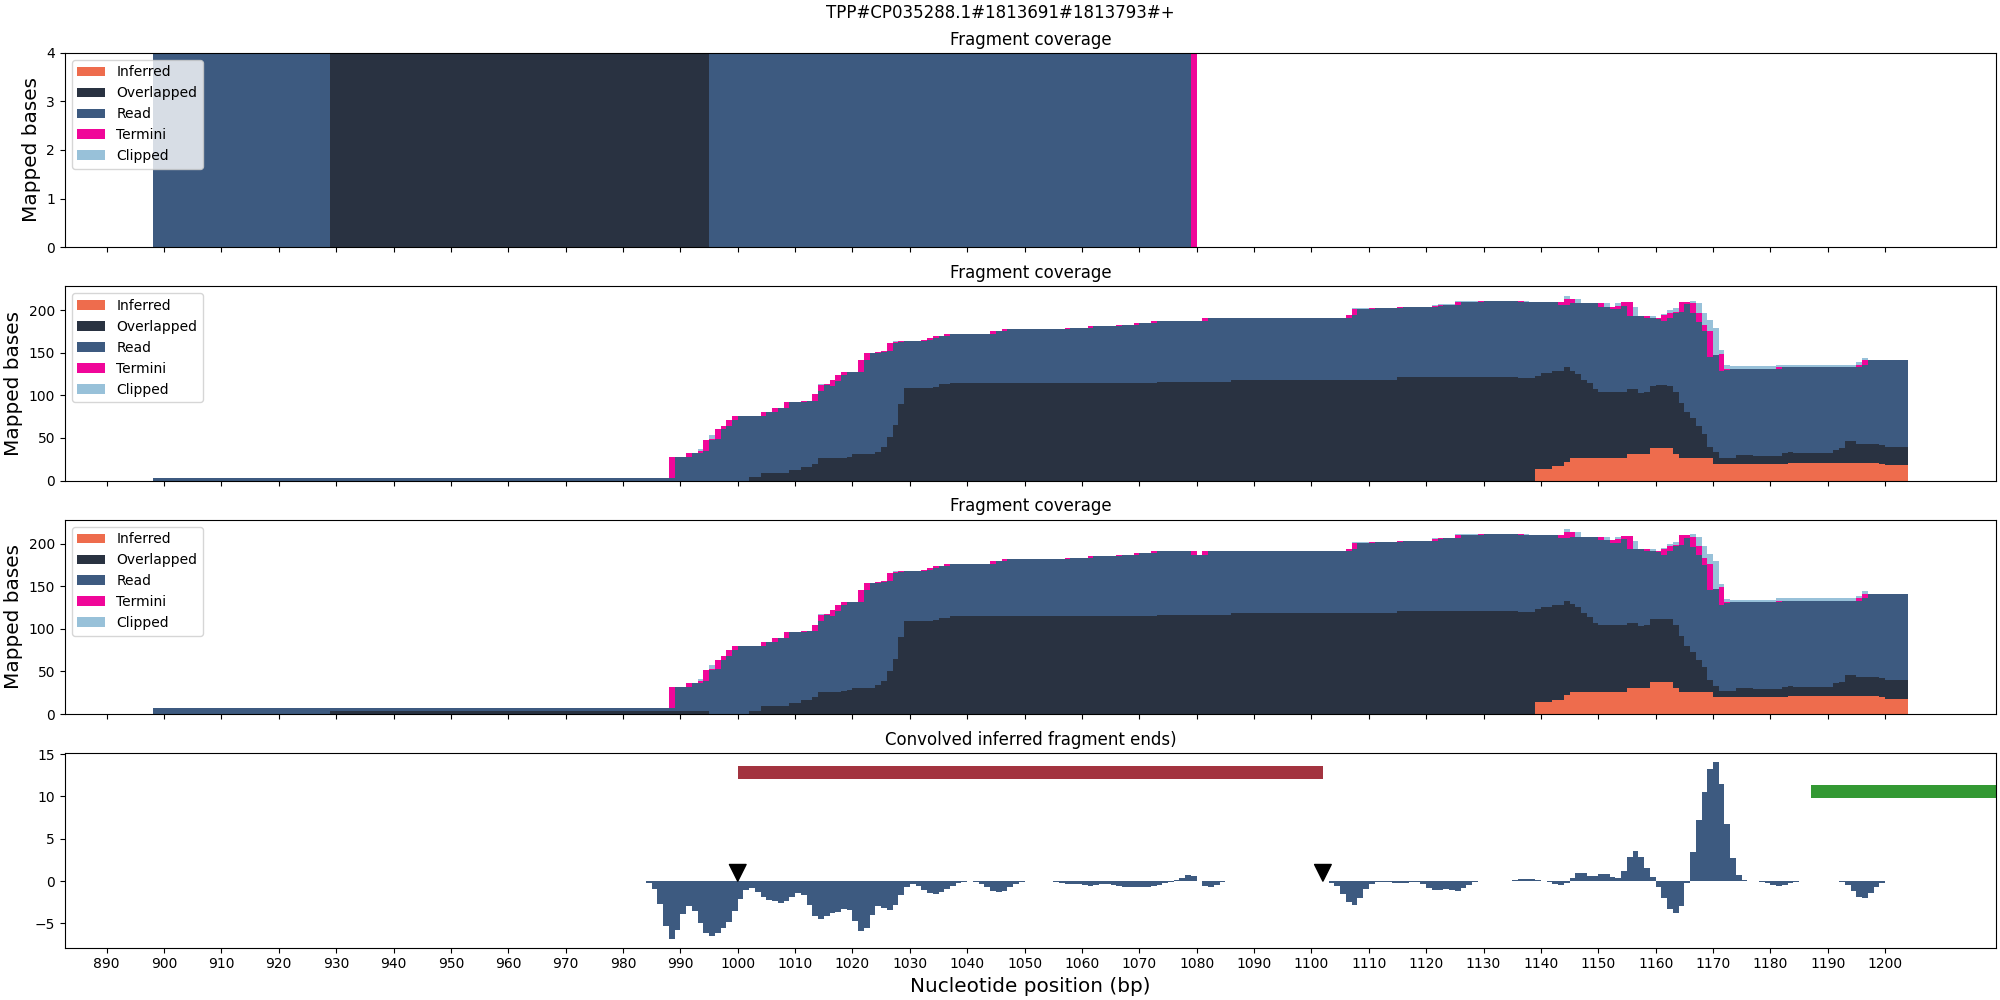 TPP#CP035288.1#1813691#1813793#+
Fragment coverage
Mapped bases
4
3
2
1
0
Inferred
Overlapped
Read
Termini
Clipped
Fragment coverage
Mapped bases
200
150
100
50
0
Inferred
Overlapped
Read
Termini
Clipped
Fragment coverage
Mapped bases
200
150
100
50
0
Inferred
Overlapped
Read
Termini
Clipped
Convolved inferred fragment ends)
15
10
5
0
−5
890 900 910 920 930 940 950 960 970 980 990 1000 1010 1020 1030 1040 1050 1060 1070 1080 1090 1100 1110 1120 1130 1140 1150 1160 1170 1180 1190 1200
Nucleotide position (bp)